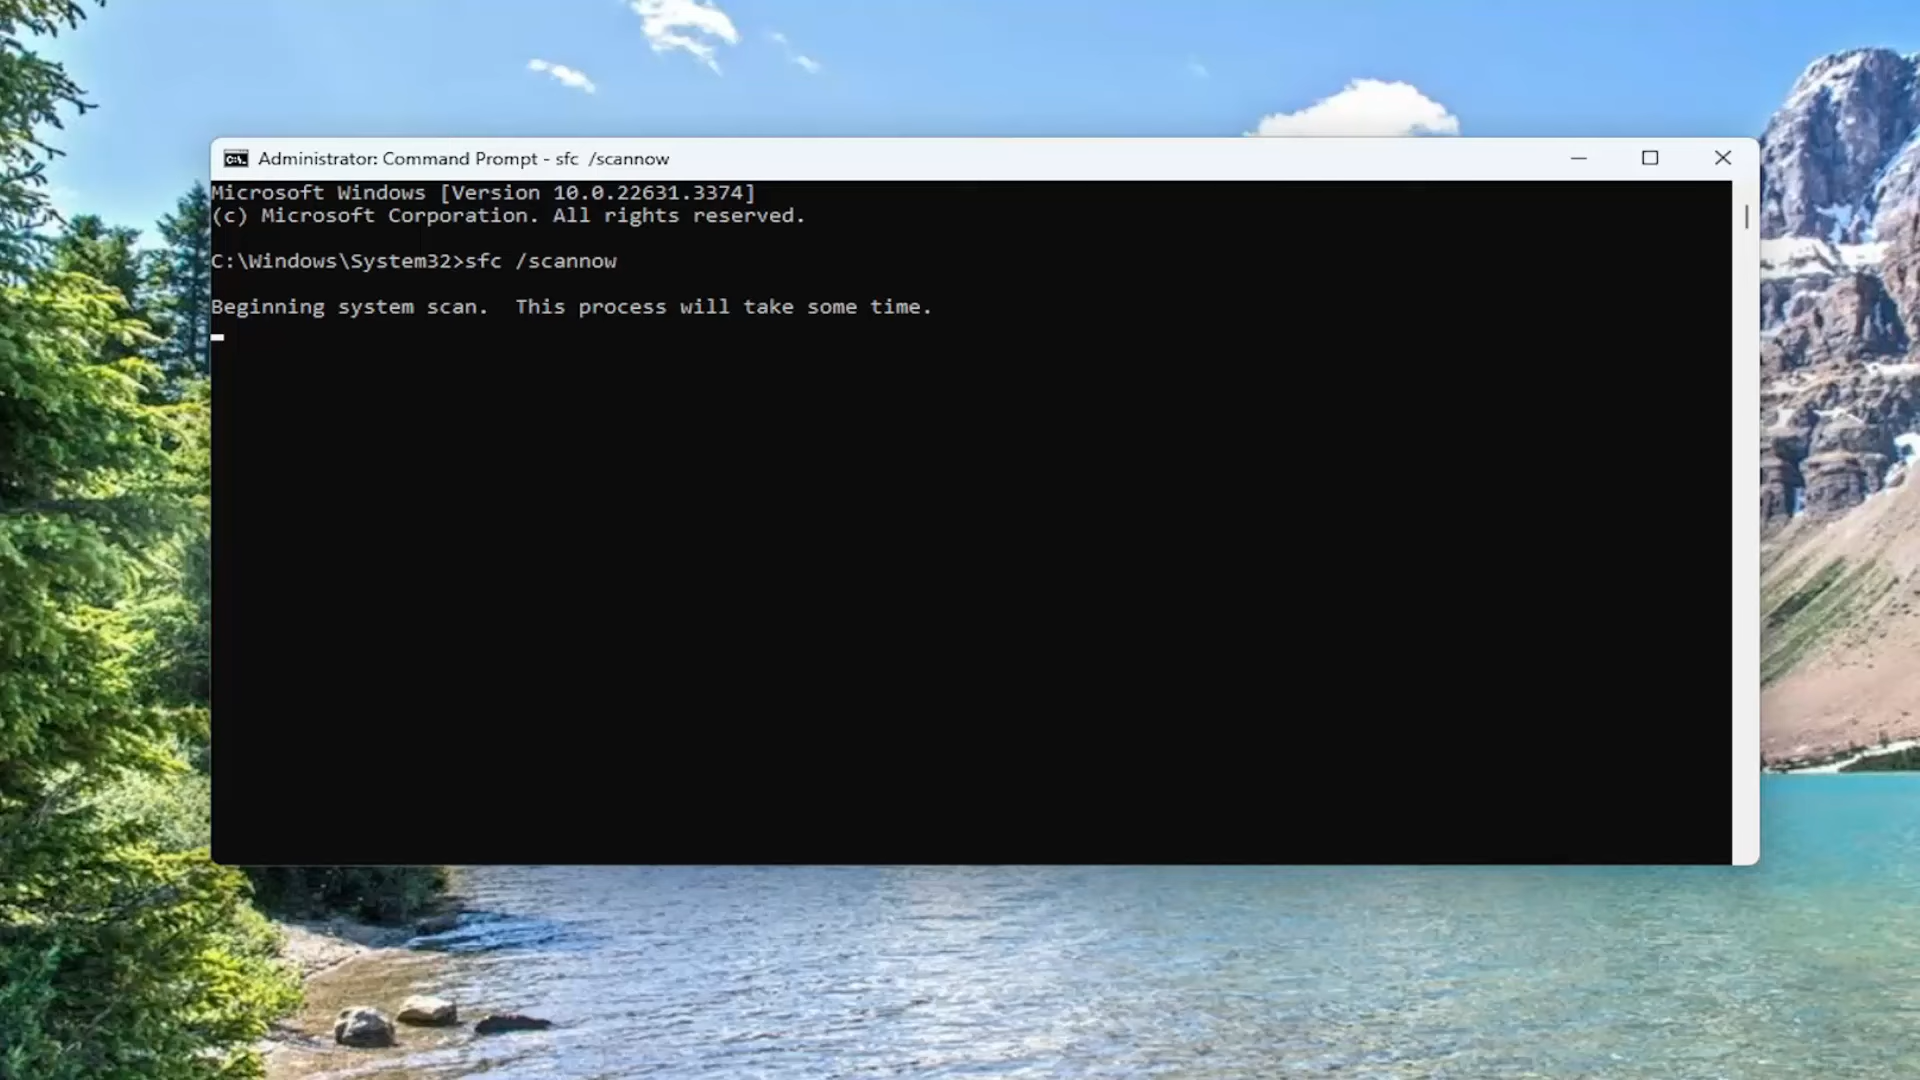 Administrator: Command Prompt - sfc  /scannow
Microsoft Windows [Version 10.0.22631.3374]
(c) Microsoft Corporation. All rights reserved.
C:\Windows\System32>sfc /scannow
Beginning system scan.  This process will take some time.